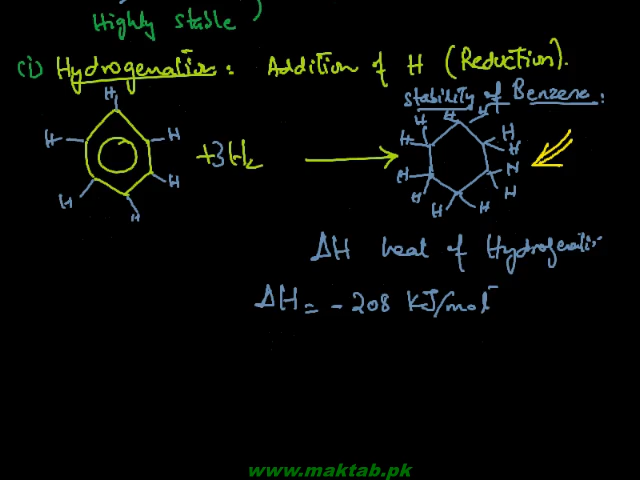 Highly stable )
(i) Hydrogenation : Addition of H (Reduction).
stability of Benzene :
H H H H H H
+3H2
H H H H H H H H H H H H
ΔH heat of Hydrogenation
ΔH = - 208 KJ/mol
www.maktab.pk